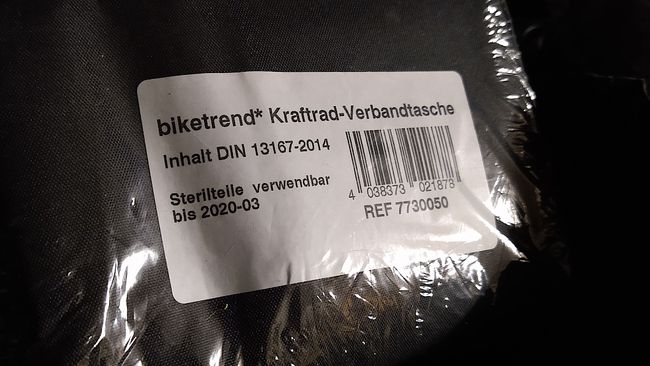 biketrend* Kraftrad-Verbandtasche
Inhalt DIN 13167-2014
Sterilteile verwendbar
bis 2020-03
4 038373 021878
REF 7730050